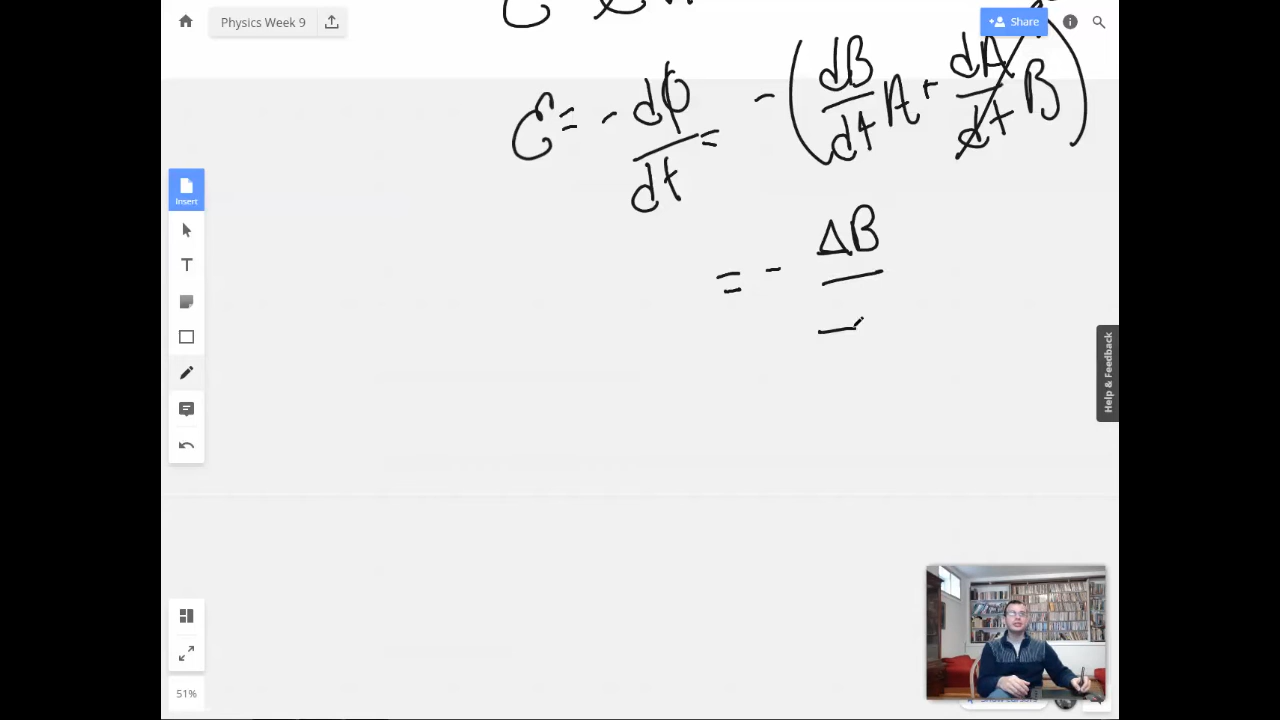 Physics Week 9
Share
ε = - dφ/dt = - (dB/dt A + dA/dt B)
Insert
= - ΔB
Help & Feedback
51%